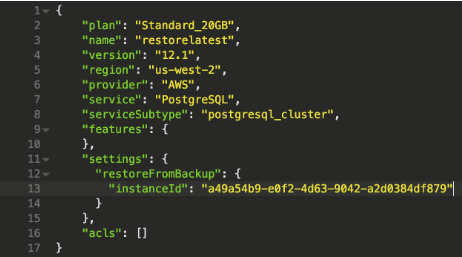 1 {
2 "plan": "Standard_20GB",
3 "name": "restorelatest",
4 "version": "12.1",
5 "region": "us-west-2",
6 "provider": "AWS",
7 "service": "PostgreSQL",
8 "serviceSubtype": "postgresql_cluster",
9 "features": {
10 },
11 "settings": {
12 "restoreFromBackup": {
13 "instanceId": "a49a54b9-e0f2-4d63-9042-a2d0384df879"
14 }
15 },
16 "acls": []
17 }